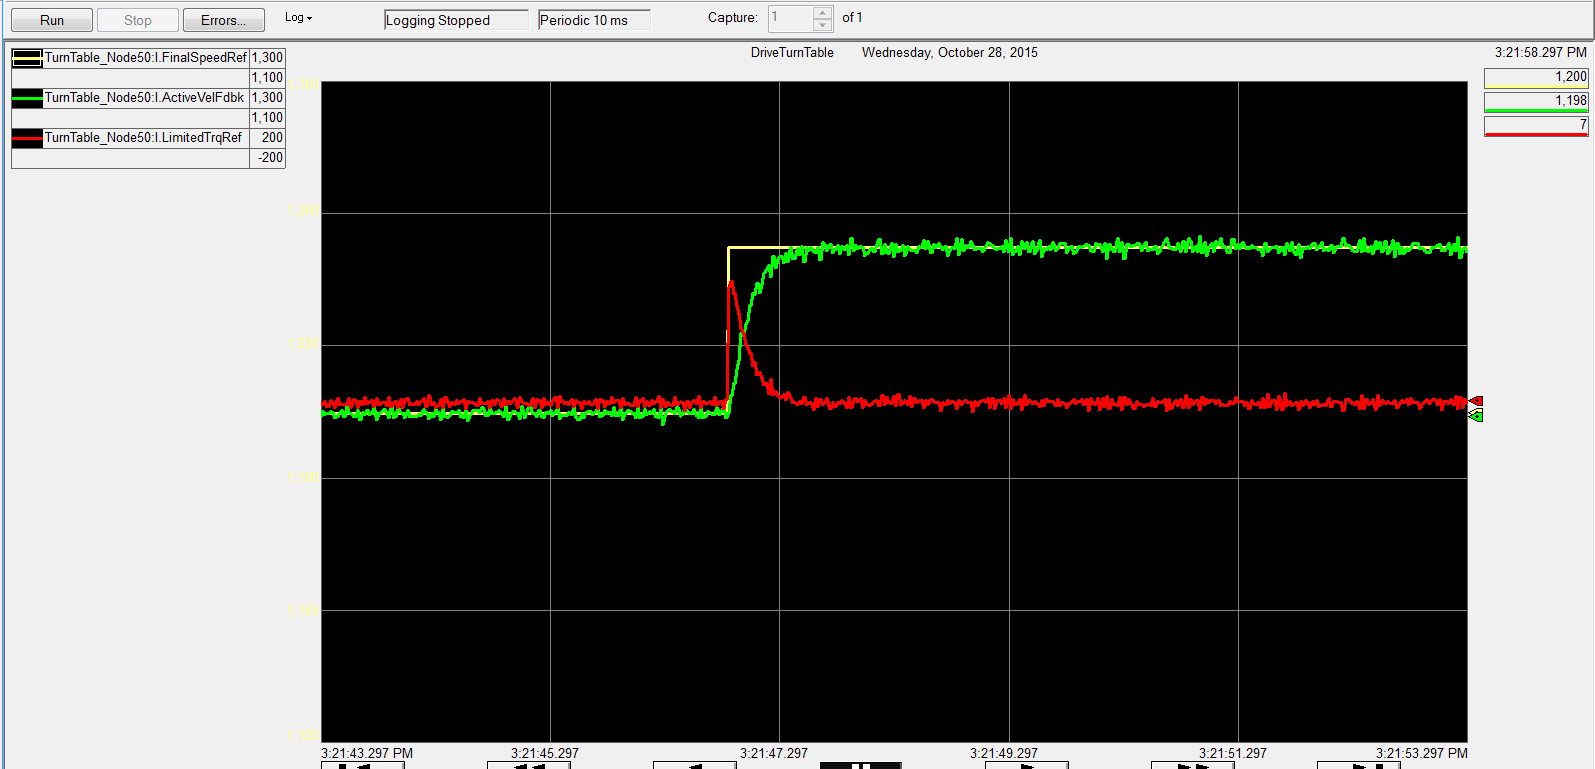 Run Stop Errors... Log Logging Stopped Periodic 10 ms Capture: 1 of 1
DriveTurnTable Wednesday, October 28, 2015 3:21:58.297 PM
TurnTable_Node50:I.FinalSpeedRef 1,300
1,100
TurnTable_Node50:I.ActiveVelFdbk 1,300
1,100
TurnTable_Node50:I.LimitedTrqRef 200
-200
1,200
1,198
7
3:21:43.297 PM 3:21:45.297 3:21:47.297 3:21:49.297 3:21:51.297 3:21:53.297 PM